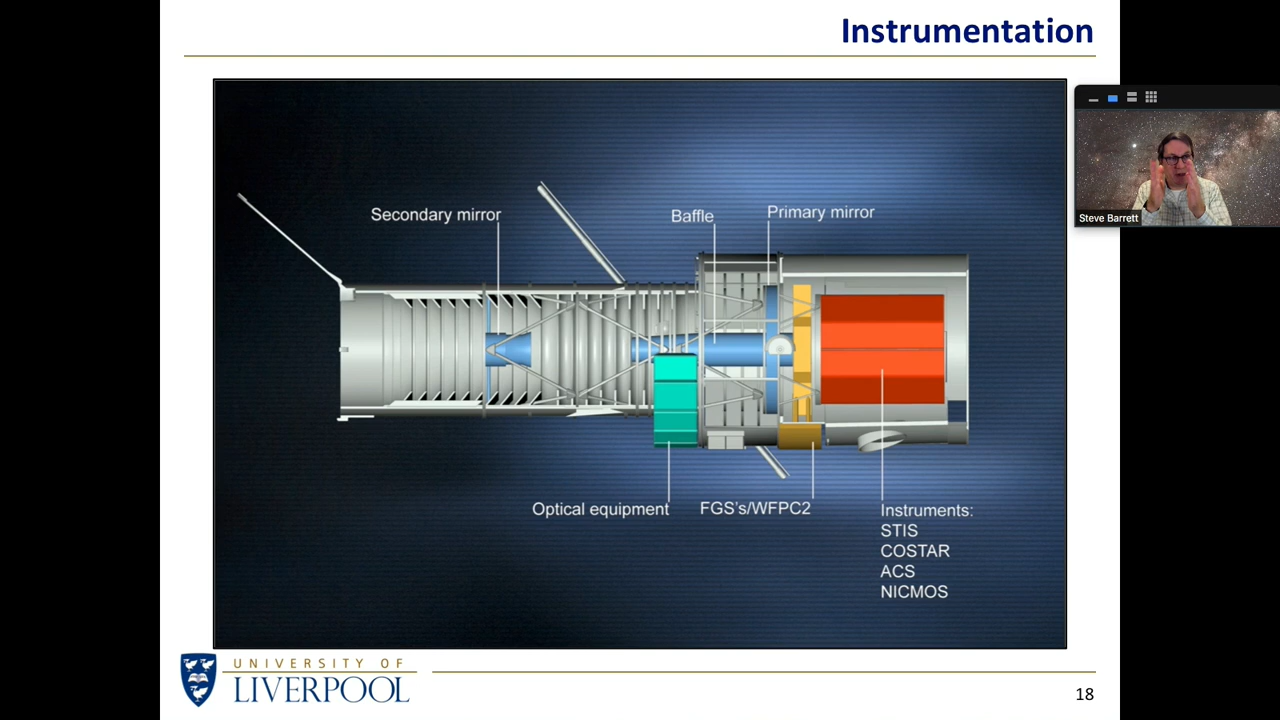 Instrumentation
Steve Barrett
Secondary mirror
Baffle
Primary mirror
Optical equipment
FGS's/WFPC2
Instruments:
STIS
COSTAR
ACS
NICMOS
UNIVERSITY OF
LIVERPOOL
18